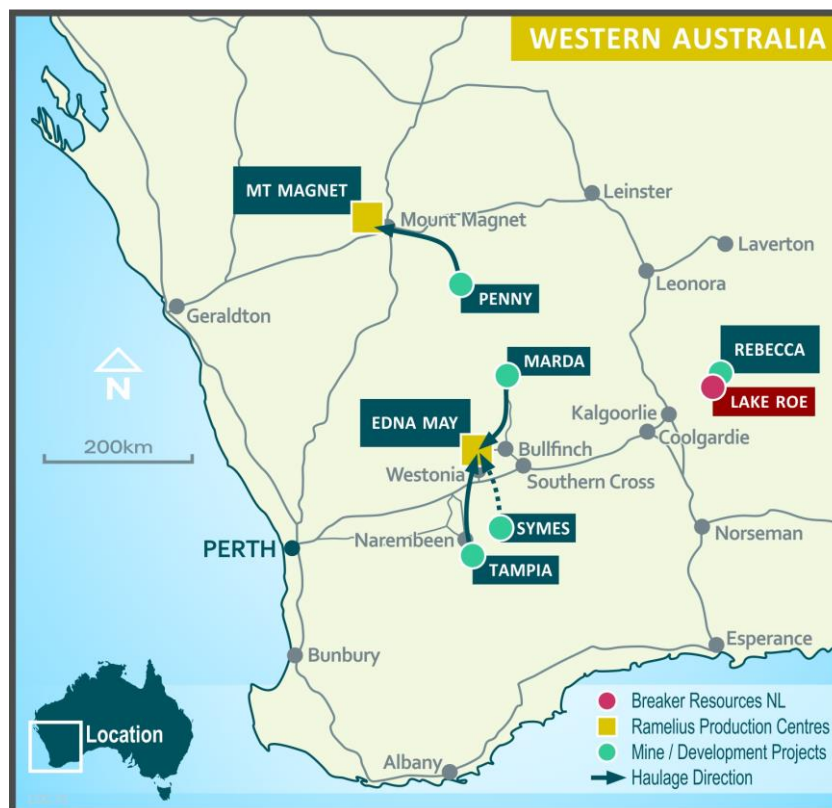 WESTERN AUSTRALIA
MT MAGNET
Leinster
Mount Magnet
Laverton
Leonora
PENNY
Geraldton
REBECCA
MARDA
LAKE ROE
N
EDNA MAY
Kalgoorlie
Coolgardie
200km
Bullfinch
Westonia
Southern Cross
SYMES
Norseman
Narembeen
PERTH
TAMPIA
Esperance
Bunbury
Breaker Resources NL
Ramelius Production Centres
Location
Mine / Development Projects
Albany
Haulage Direction